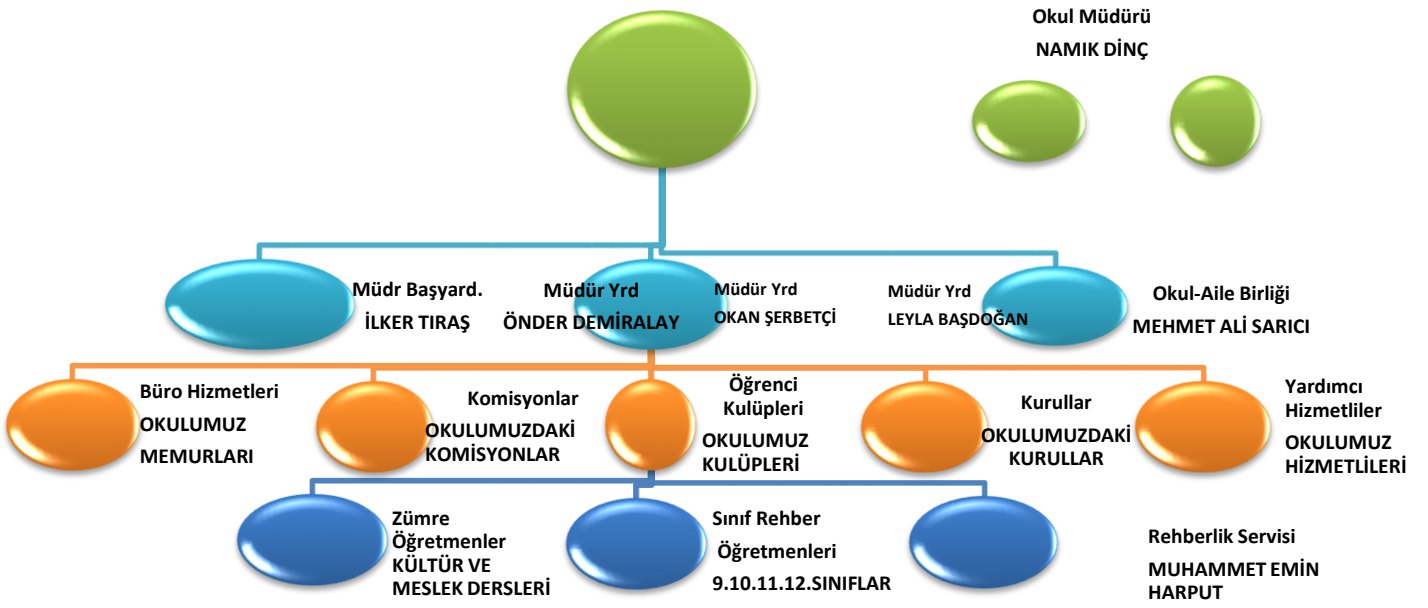 Okul Müdürü
NAMIK DİNÇ
Müdr Başyard.
İLKER TIRAŞ
Müdür Yrd
ÖNDER DEMİRALAY
Müdür Yrd
OKAN ŞERBETÇİ
Müdür Yrd
LEYLA BAŞDOĞAN
Okul-Aile Birliği
MEHMET ALİ SARICI
Büro Hizmetleri
OKULUMUZ
MEMURLARI
Komisyonlar
OKULUMUZDAKİ
KOMİSYONLAR
Öğrenci
Kulüpleri
OKULUMUZ
KULÜPLERİ
Kurullar
OKULUMUZDAKİ
KURULLAR
Yardımcı
Hizmetliler
OKULUMUZ
HİZMETLİLERİ
Zümre
Öğretmenler
KÜLTÜR VE
MESLEK DERSLERİ
Sınıf Rehber
Öğretmenleri
9.10.11.12.SINIFLAR
Rehberlik Servisi
MUHAMMET EMİN
HARPUT